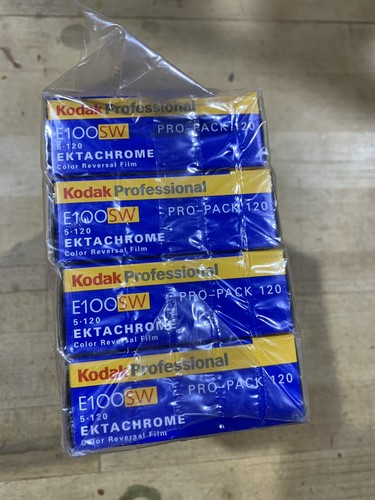 Kodak Professional
E100SW PRO-PACK 120
5-120
EKTACHROME
Color Reversal Film
Kodak Professional
E100SW PRO-PACK 120
5-120
EKTACHROME
Color Reversal Film
Kodak Professional
E100SW PRO-PACK 120
5-120
EKTACHROME
Color Reversal Film
Kodak Professional
E100SW PRO-PACK 120
5-120
EKTACHROME
Color Reversal Film